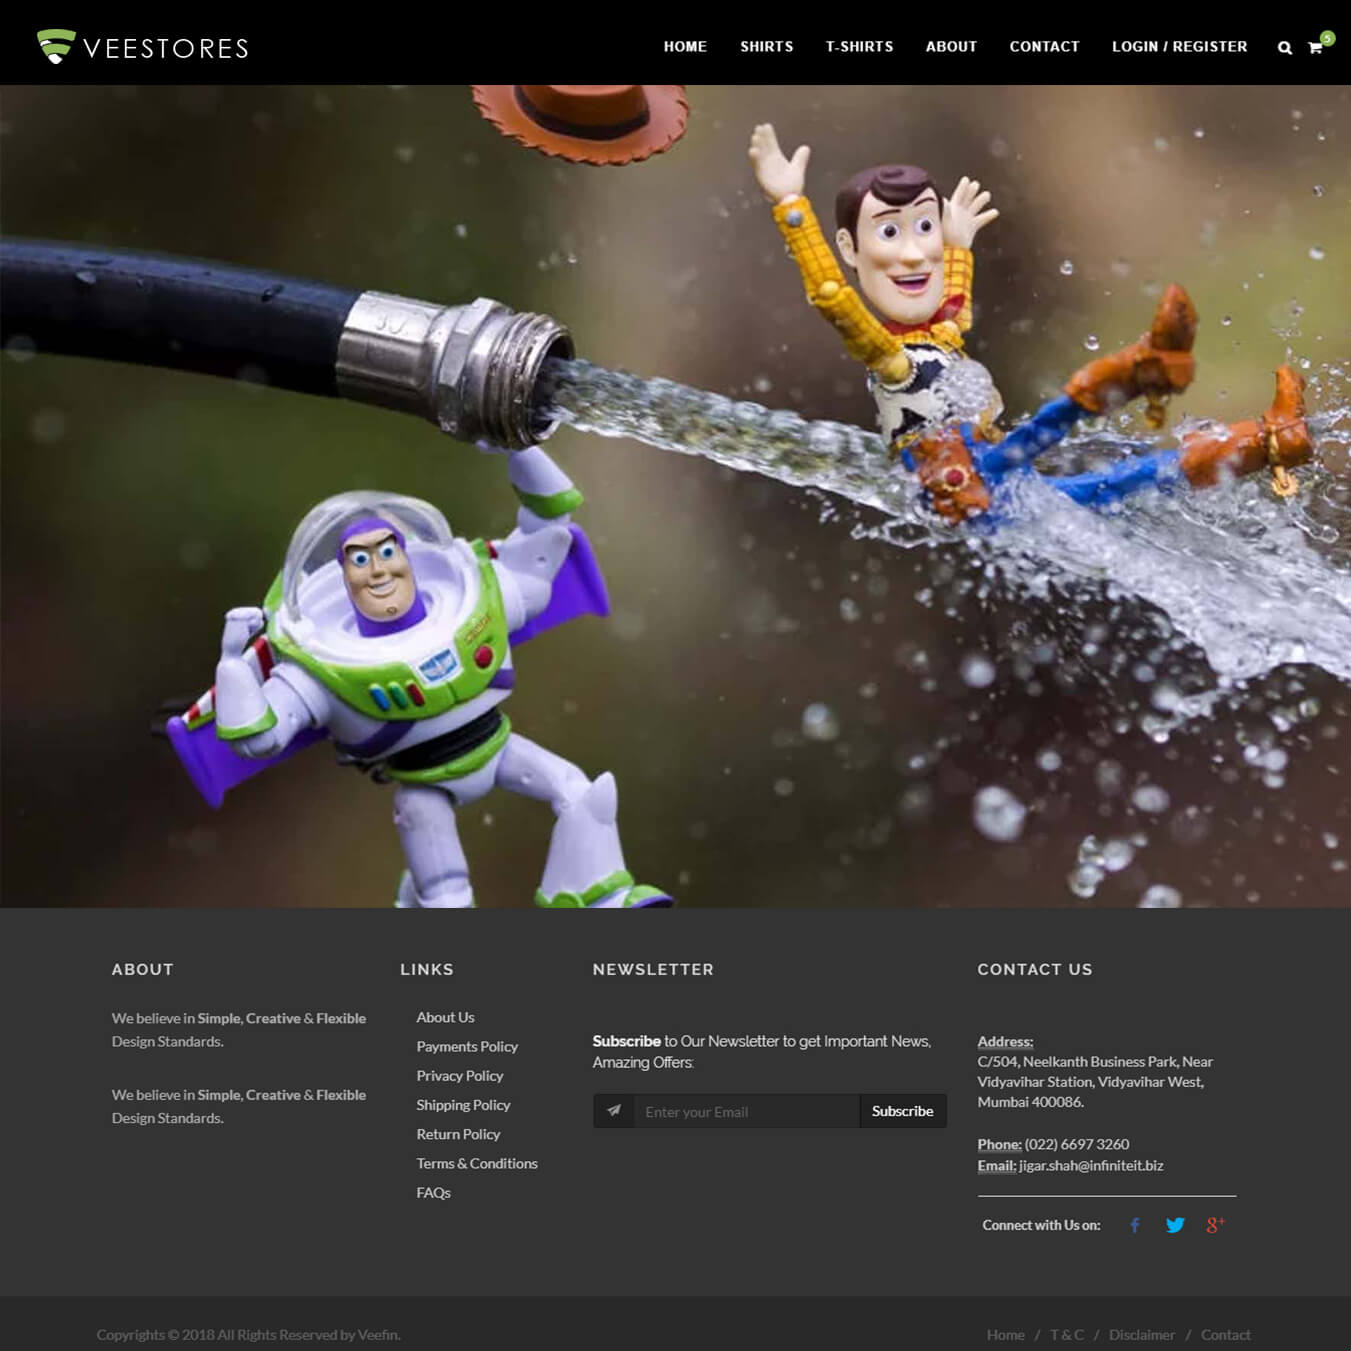 VEESTORES
HOME SHIRTS T-SHIRTS ABOUT CONTACT LOGIN / REGISTER 5
ABOUT
We believe in Simple, Creative & Flexible
Design Standards.
We believe in Simple, Creative & Flexible
Design Standards.
LINKS
About Us
Payments Policy
Privacy Policy
Shipping Policy
Return Policy
Terms & Conditions
FAQs
NEWSLETTER
Subscribe to Our Newsletter to get Important News,
Amazing Offers:
Enter your Email Subscribe
CONTACT US
Address:
C/504, Neelkanth Business Park, Near
Vidyavihar Station, Vidyavihar West,
Mumbai 400086.
Phone: (022) 6697 3260
Email: jigar.shah@infiniteit.biz
Connect with Us on:
Copyrights © 2018 All Rights Reserved by Veefin.
Home / T & C / Disclaimer / Contact